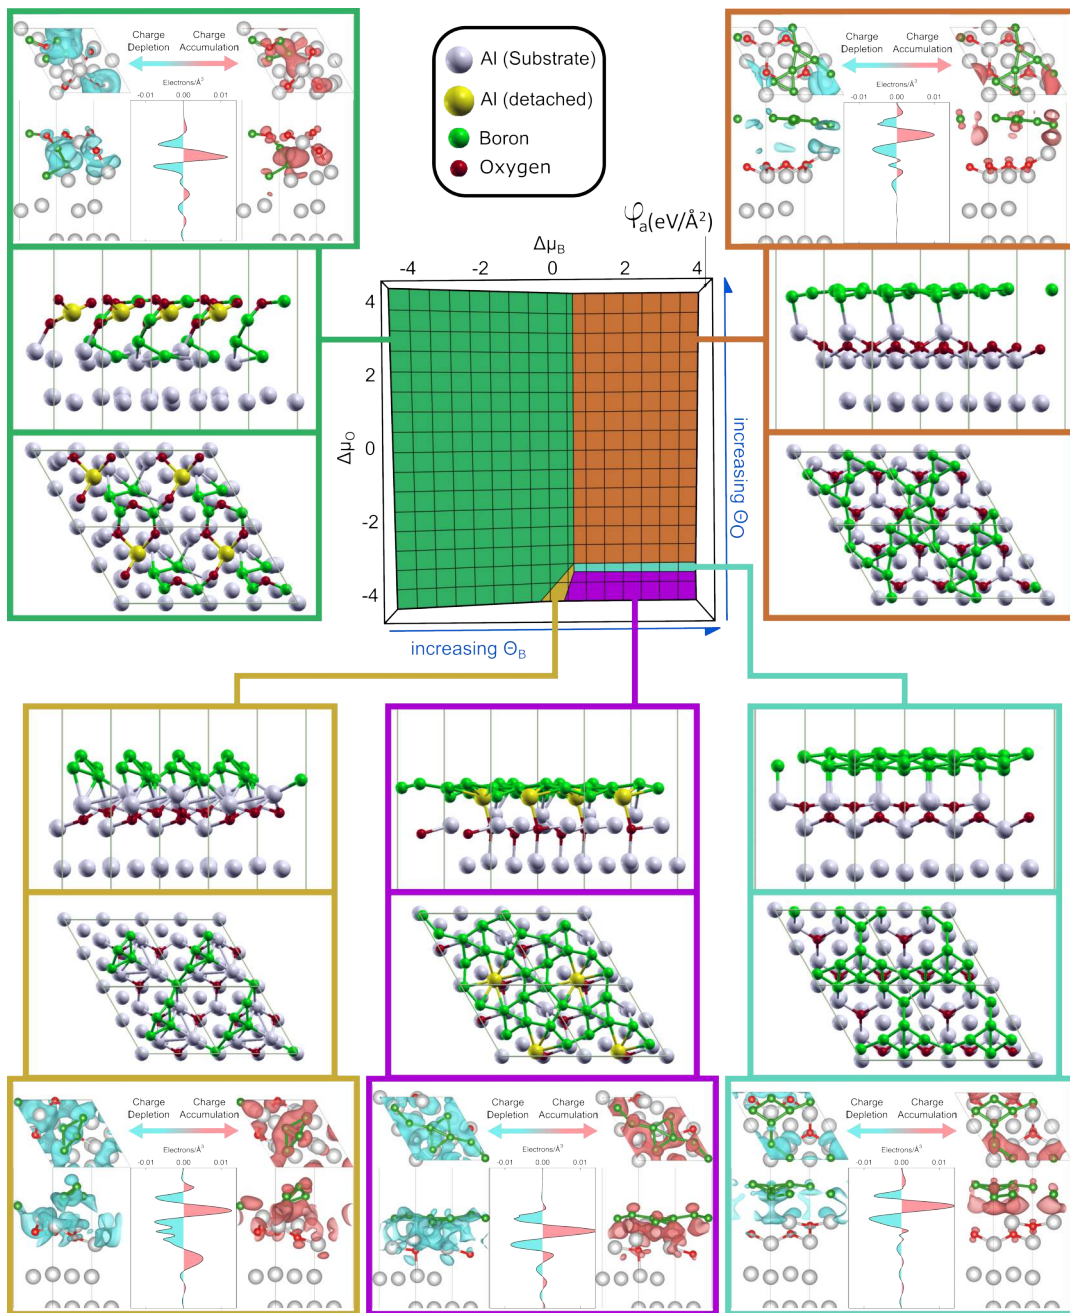 Charge Depletion
Charge Accumulation
Electrons/Å³
-0.01 0.00 0.01
Al (Substrate)
Al (detached)
Boron
Oxygen
Charge Depletion
Charge Accumulation
Electrons/Å³
-0.01 0.00 0.01
φa(eV/Å²)
ΔμB
-4 -2 0 2 4
4
2
ΔμO
0
-2
-4
increasing ΘO
increasing ΘB
Charge Depletion
Charge Accumulation
Electrons/Å³
-0.01 0.00 0.01
Charge Depletion
Charge Accumulation
Electrons/Å³
-0.01 0.00 0.01
Charge Depletion
Charge Accumulation
Electrons/Å³
-0.01 0.00 0.01